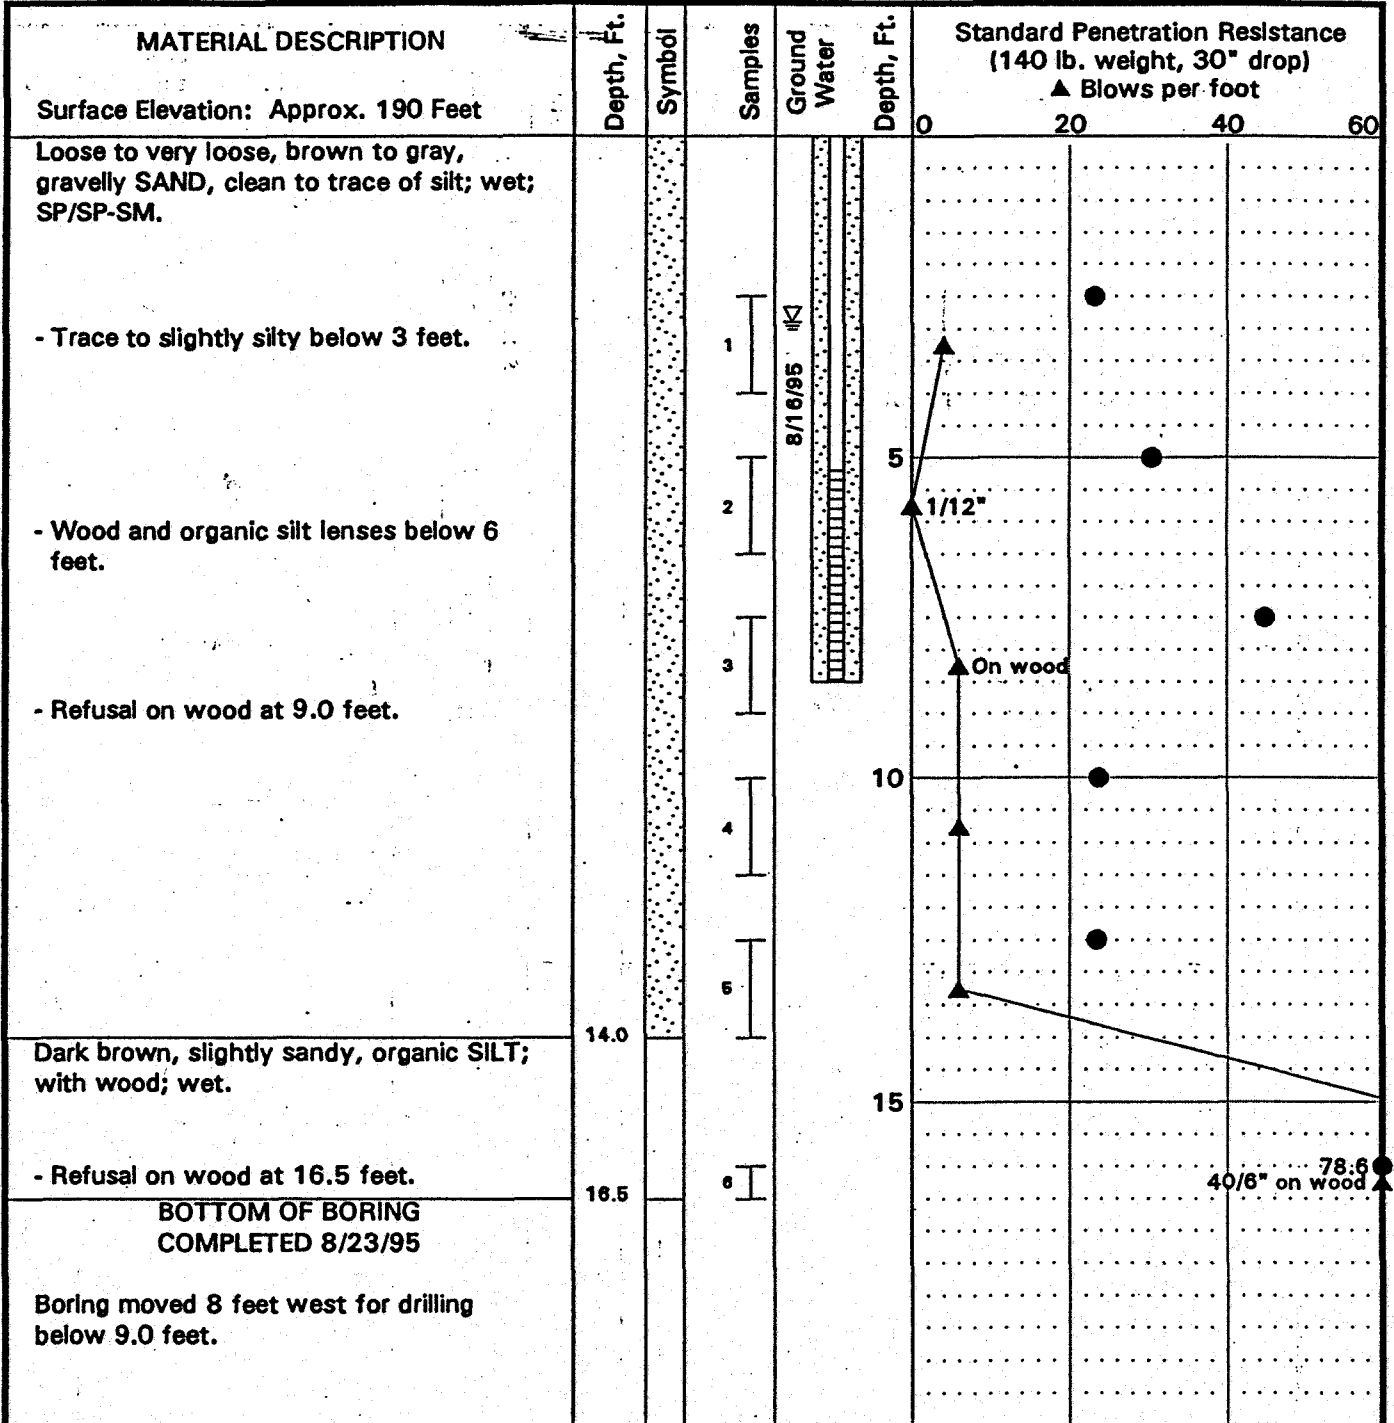 MATERIAL DESCRIPTION
Surface Elevation: Approx. 190 Feet
Depth, Ft.
Symbol
Samples
Ground
Water
Depth, Ft.
Standard Penetration Resistance
(140 lb. weight, 30" drop)
▲ Blows per foot
0 20 40 60
Loose to very loose, brown to gray,
gravelly SAND, clean to trace of silt; wet;
SP/SP-SM.
- Trace to slightly silty below 3 feet.
1
8/16/95
5
2
1/12"
- Wood and organic silt lenses below 6
feet.
3
On wood
- Refusal on wood at 9.0 feet.
10
4
5
14.0
Dark brown, slightly sandy, organic SILT;
with wood; wet.
15
- Refusal on wood at 16.5 feet.
6
78.6
40/6" on wood
16.5
BOTTOM OF BORING
COMPLETED 8/23/95
Boring moved 8 feet west for drilling
below 9.0 feet.